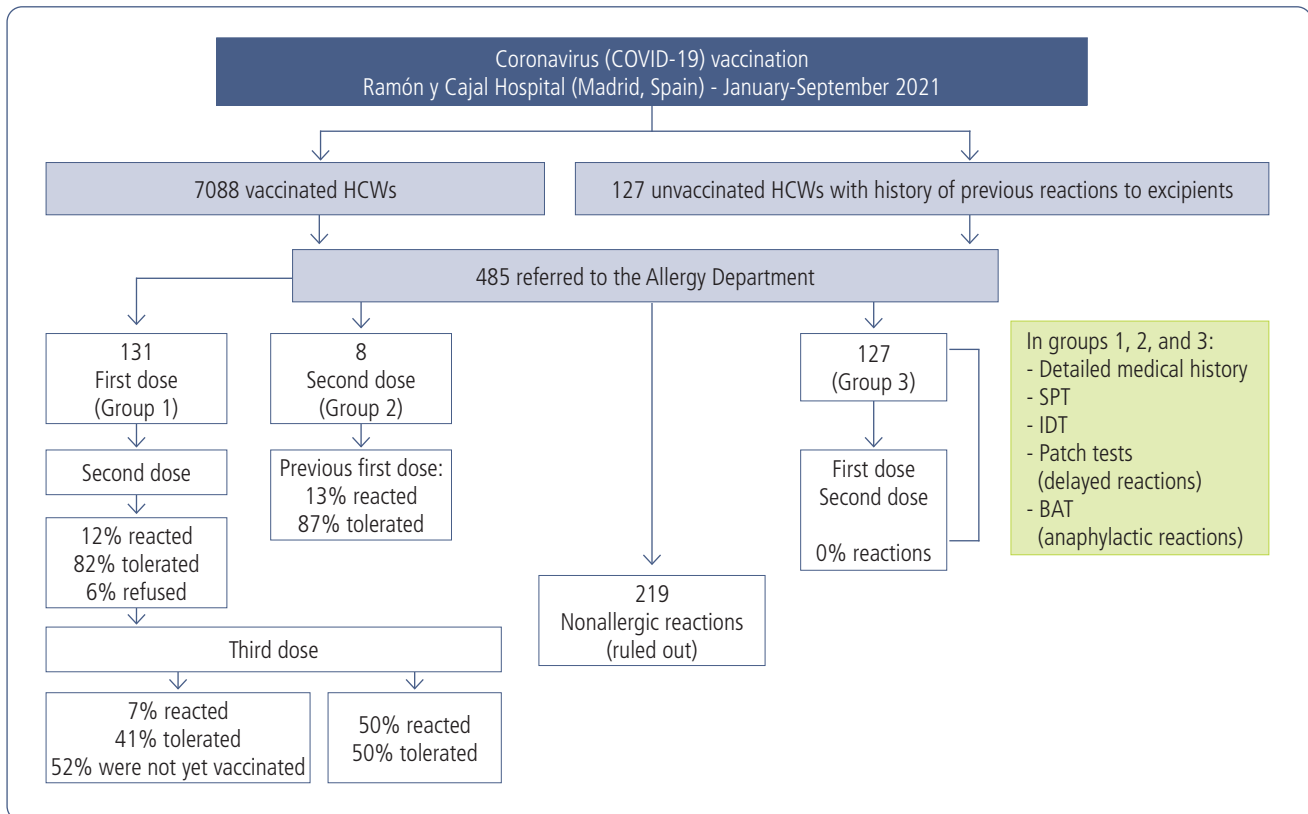 Coronavirus (COVID-19) vaccination
Ramón y Cajal Hospital (Madrid, Spain) - January-September 2021
7088 vaccinated HCWs
127 unvaccinated HCWs with history of previous reactions to excipients
485 referred to the Allergy Department
131
First dose
(Group 1)
8
Second dose
(Group 2)
127
(Group 3)
In groups 1, 2, and 3:
- Detailed medical history
- SPT
- IDT
- Patch tests
(delayed reactions)
- BAT
(anaphylactic reactions)
Second dose
Previous first dose:
13% reacted
87% tolerated
First dose
Second dose
0% reactions
12% reacted
82% tolerated
6% refused
219
Nonallergic reactions
(ruled out)
Third dose
7% reacted
41% tolerated
52% were not yet vaccinated
50% reacted
50% tolerated